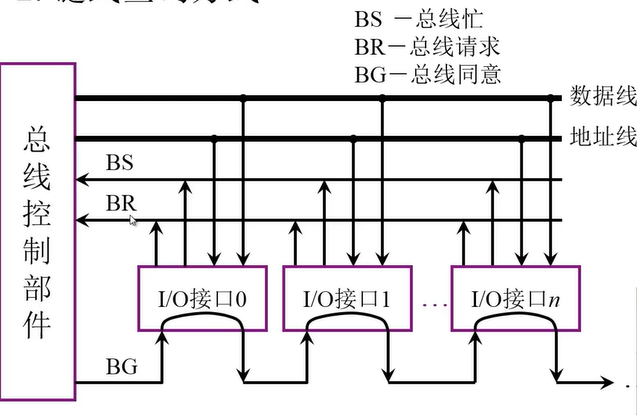 BS －总线忙
BR－总线请求
BG－总线同意
数据线
地址线
BS
BR
总线控制部件
I/O接口0
I/O接口1
…
I/O接口n
BG